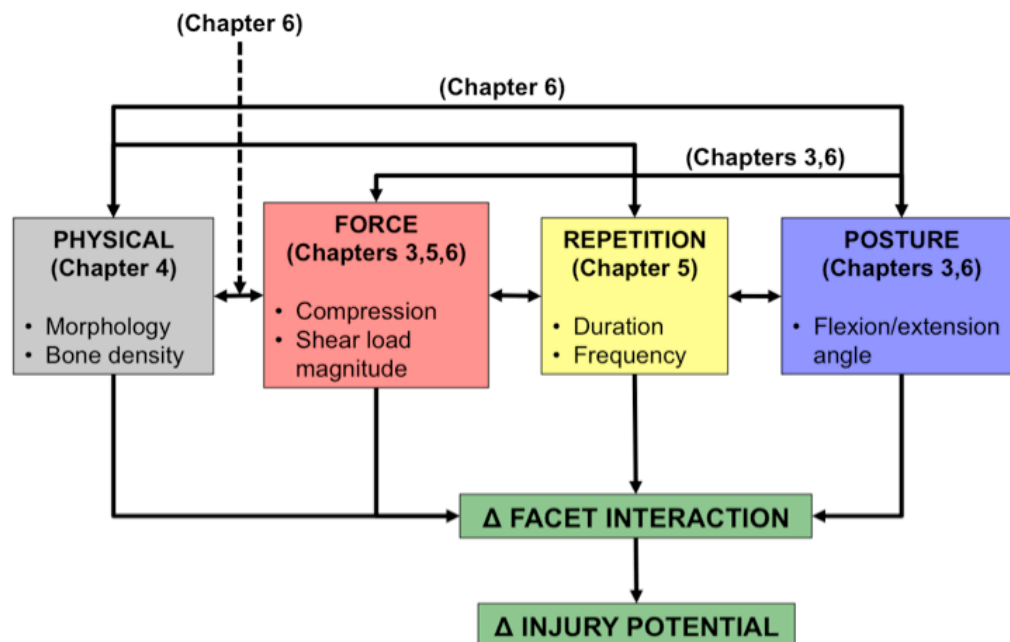 (Chapter 6)
(Chapter 6)
(Chapters 3,6)
PHYSICAL
(Chapter 4)
• Morphology
• Bone density
FORCE
(Chapters 3,5,6)
• Compression
• Shear load
magnitude
REPETITION
(Chapter 5)
• Duration
• Frequency
POSTURE
(Chapters 3,6)
• Flexion/extension
angle
Δ FACET INTERACTION
Δ INJURY POTENTIAL